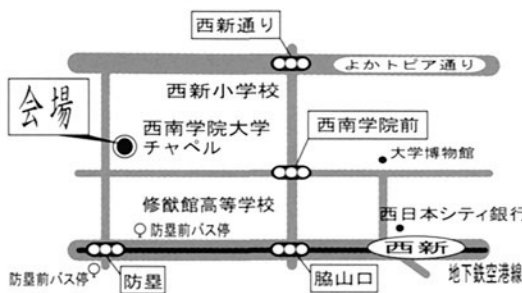 西新通り
よかトピア通り
西新小学校
会場
西南学院大学
チャペル
西南学院前
大学博物館
修猷館高等学校
防塁前バス停
西日本シティ銀行
西新
防塁前バス停
防塁
脇山口
地下鉄空港線